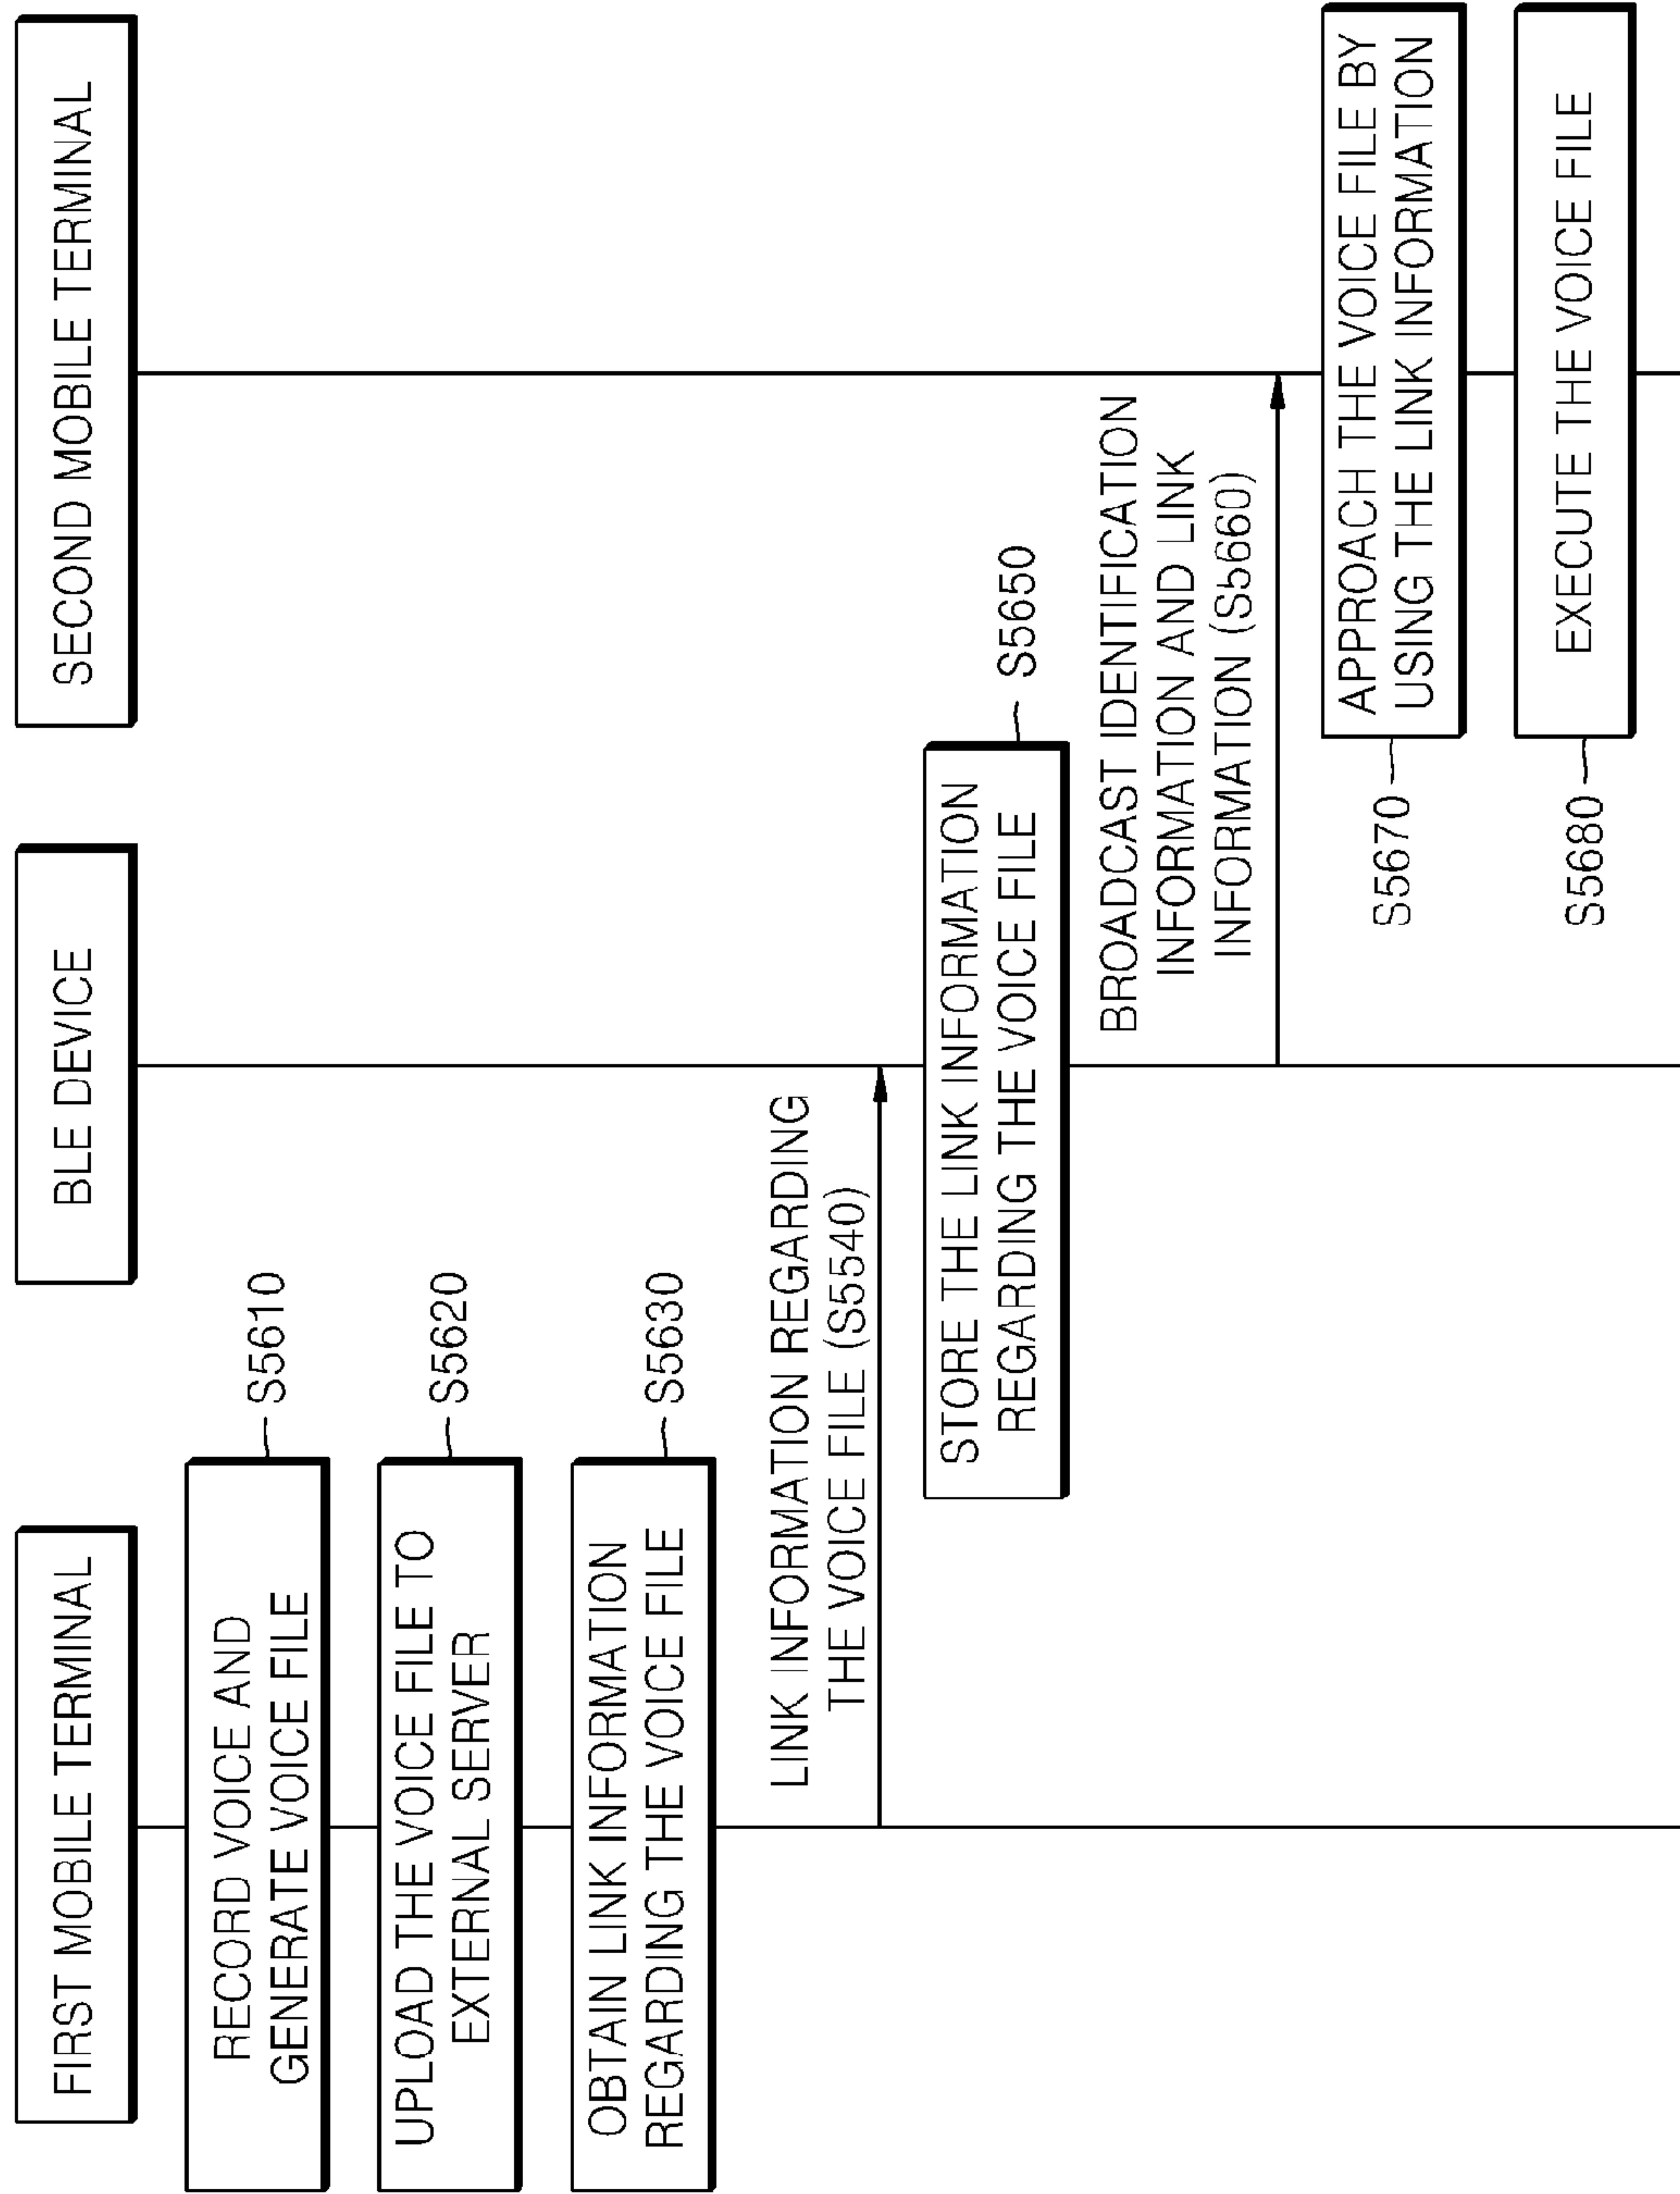 FIRST MOBILE TERMINAL
BLE DEVICE
SECOND MOBILE TERMINAL
RECORD VOICE AND
GENERATE VOICE FILE
S5610
UPLOAD THE VOICE FILE TO
EXTERNAL SERVER
S5620
OBTAIN LINK INFORMATION
REGARDING THE VOICE FILE
S5630
LINK INFORMATION REGARDING
THE VOICE FILE (S5540)
STORE THE LINK INFORMATION
REGARDING THE VOICE FILE
S5650
BROADCAST IDENTIFICATION
INFORMATION AND LINK
INFORMATION (S5660)
S5670
APPROACH THE VOICE FILE BY
USING THE LINK INFORMATION
S5680
EXECUTE THE VOICE FILE